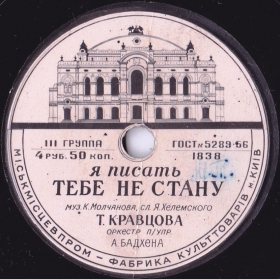 III ГРУППА
4 РУБ. 50 КОП.
ГОСТ № 5289-56
1838
Я ПИСАТЬ
ТЕБЕ НЕ СТАНУ
МУЗ. К. Молчанова, СЛ. Я. Хелемского
Т. КРАВЦОВА
ОРКЕСТР П/УПР.
А. БАДХЕНА
МІСЬКМІСЦЕВПРОМ — ФАБРИКА КУЛЬТТОВАРІВ м. КИЇВ